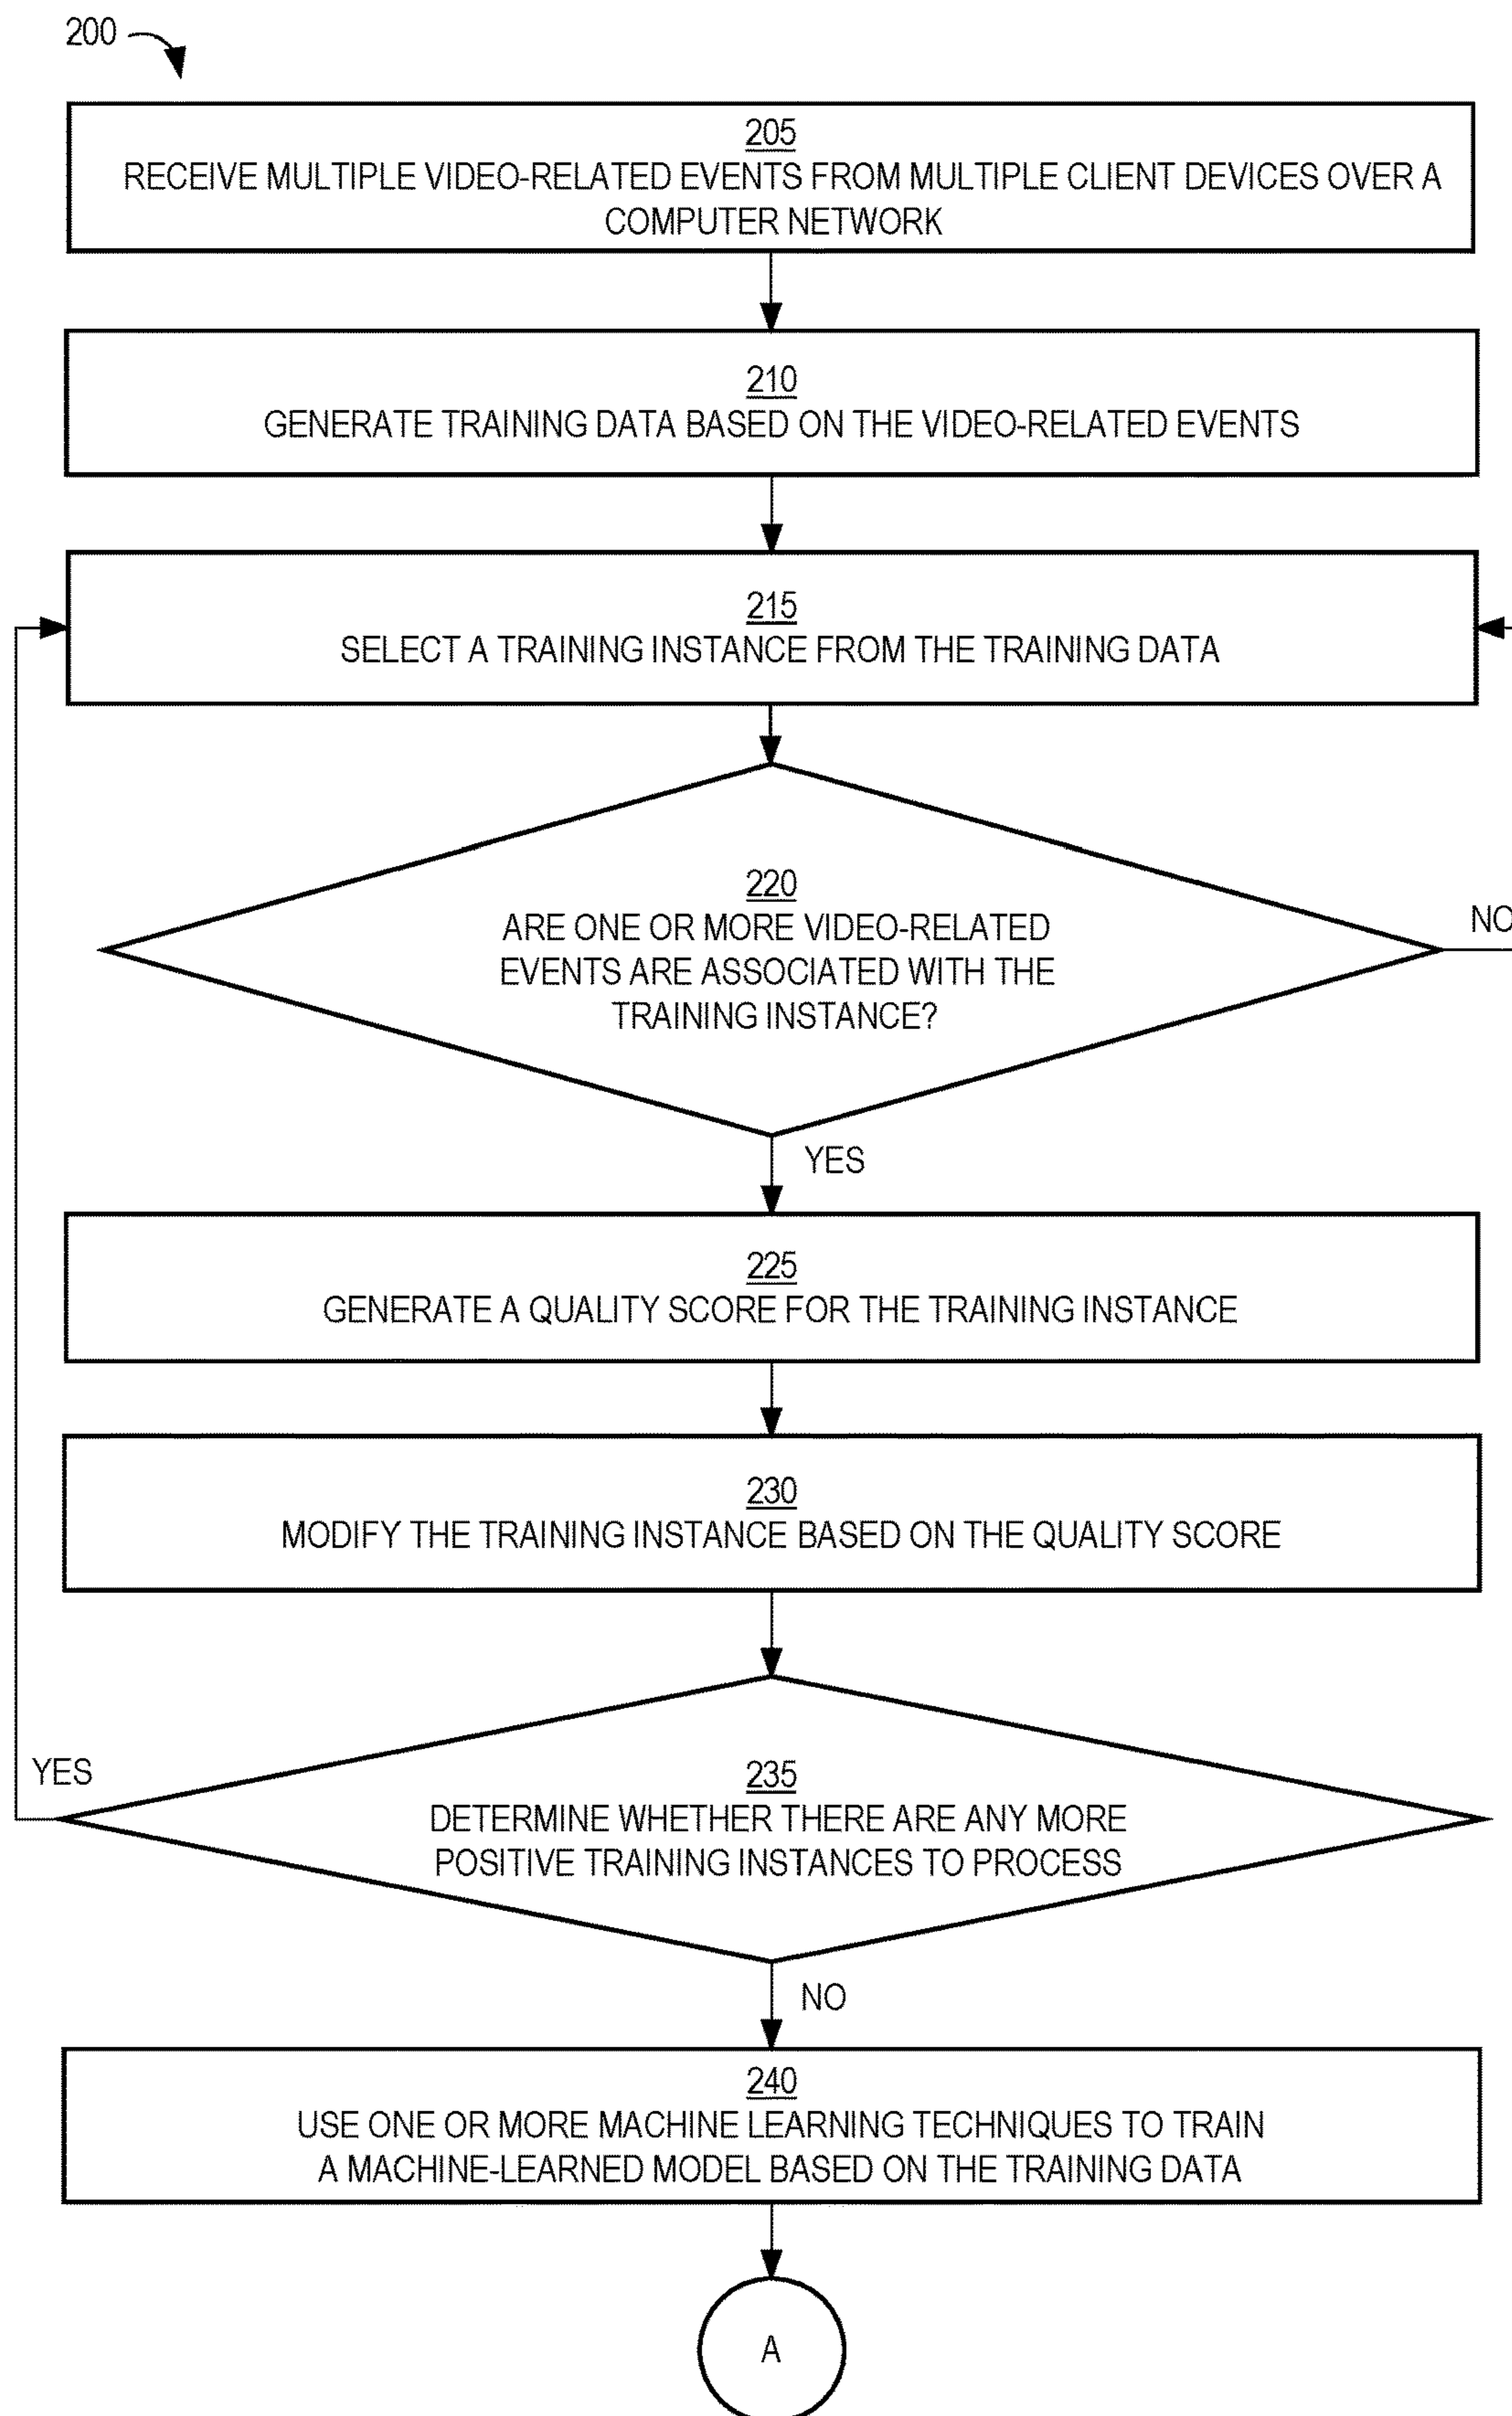 200
205
RECEIVE MULTIPLE VIDEO-RELATED EVENTS FROM MULTIPLE CLIENT DEVICES OVER A
COMPUTER NETWORK
210
GENERATE TRAINING DATA BASED ON THE VIDEO-RELATED EVENTS
215
SELECT A TRAINING INSTANCE FROM THE TRAINING DATA
220
ARE ONE OR MORE VIDEO-RELATED
EVENTS ARE ASSOCIATED WITH THE
TRAINING INSTANCE?
NO
YES
225
GENERATE A QUALITY SCORE FOR THE TRAINING INSTANCE
230
MODIFY THE TRAINING INSTANCE BASED ON THE QUALITY SCORE
YES
235
DETERMINE WHETHER THERE ARE ANY MORE
POSITIVE TRAINING INSTANCES TO PROCESS
NO
240
USE ONE OR MORE MACHINE LEARNING TECHNIQUES TO TRAIN
A MACHINE-LEARNED MODEL BASED ON THE TRAINING DATA
A